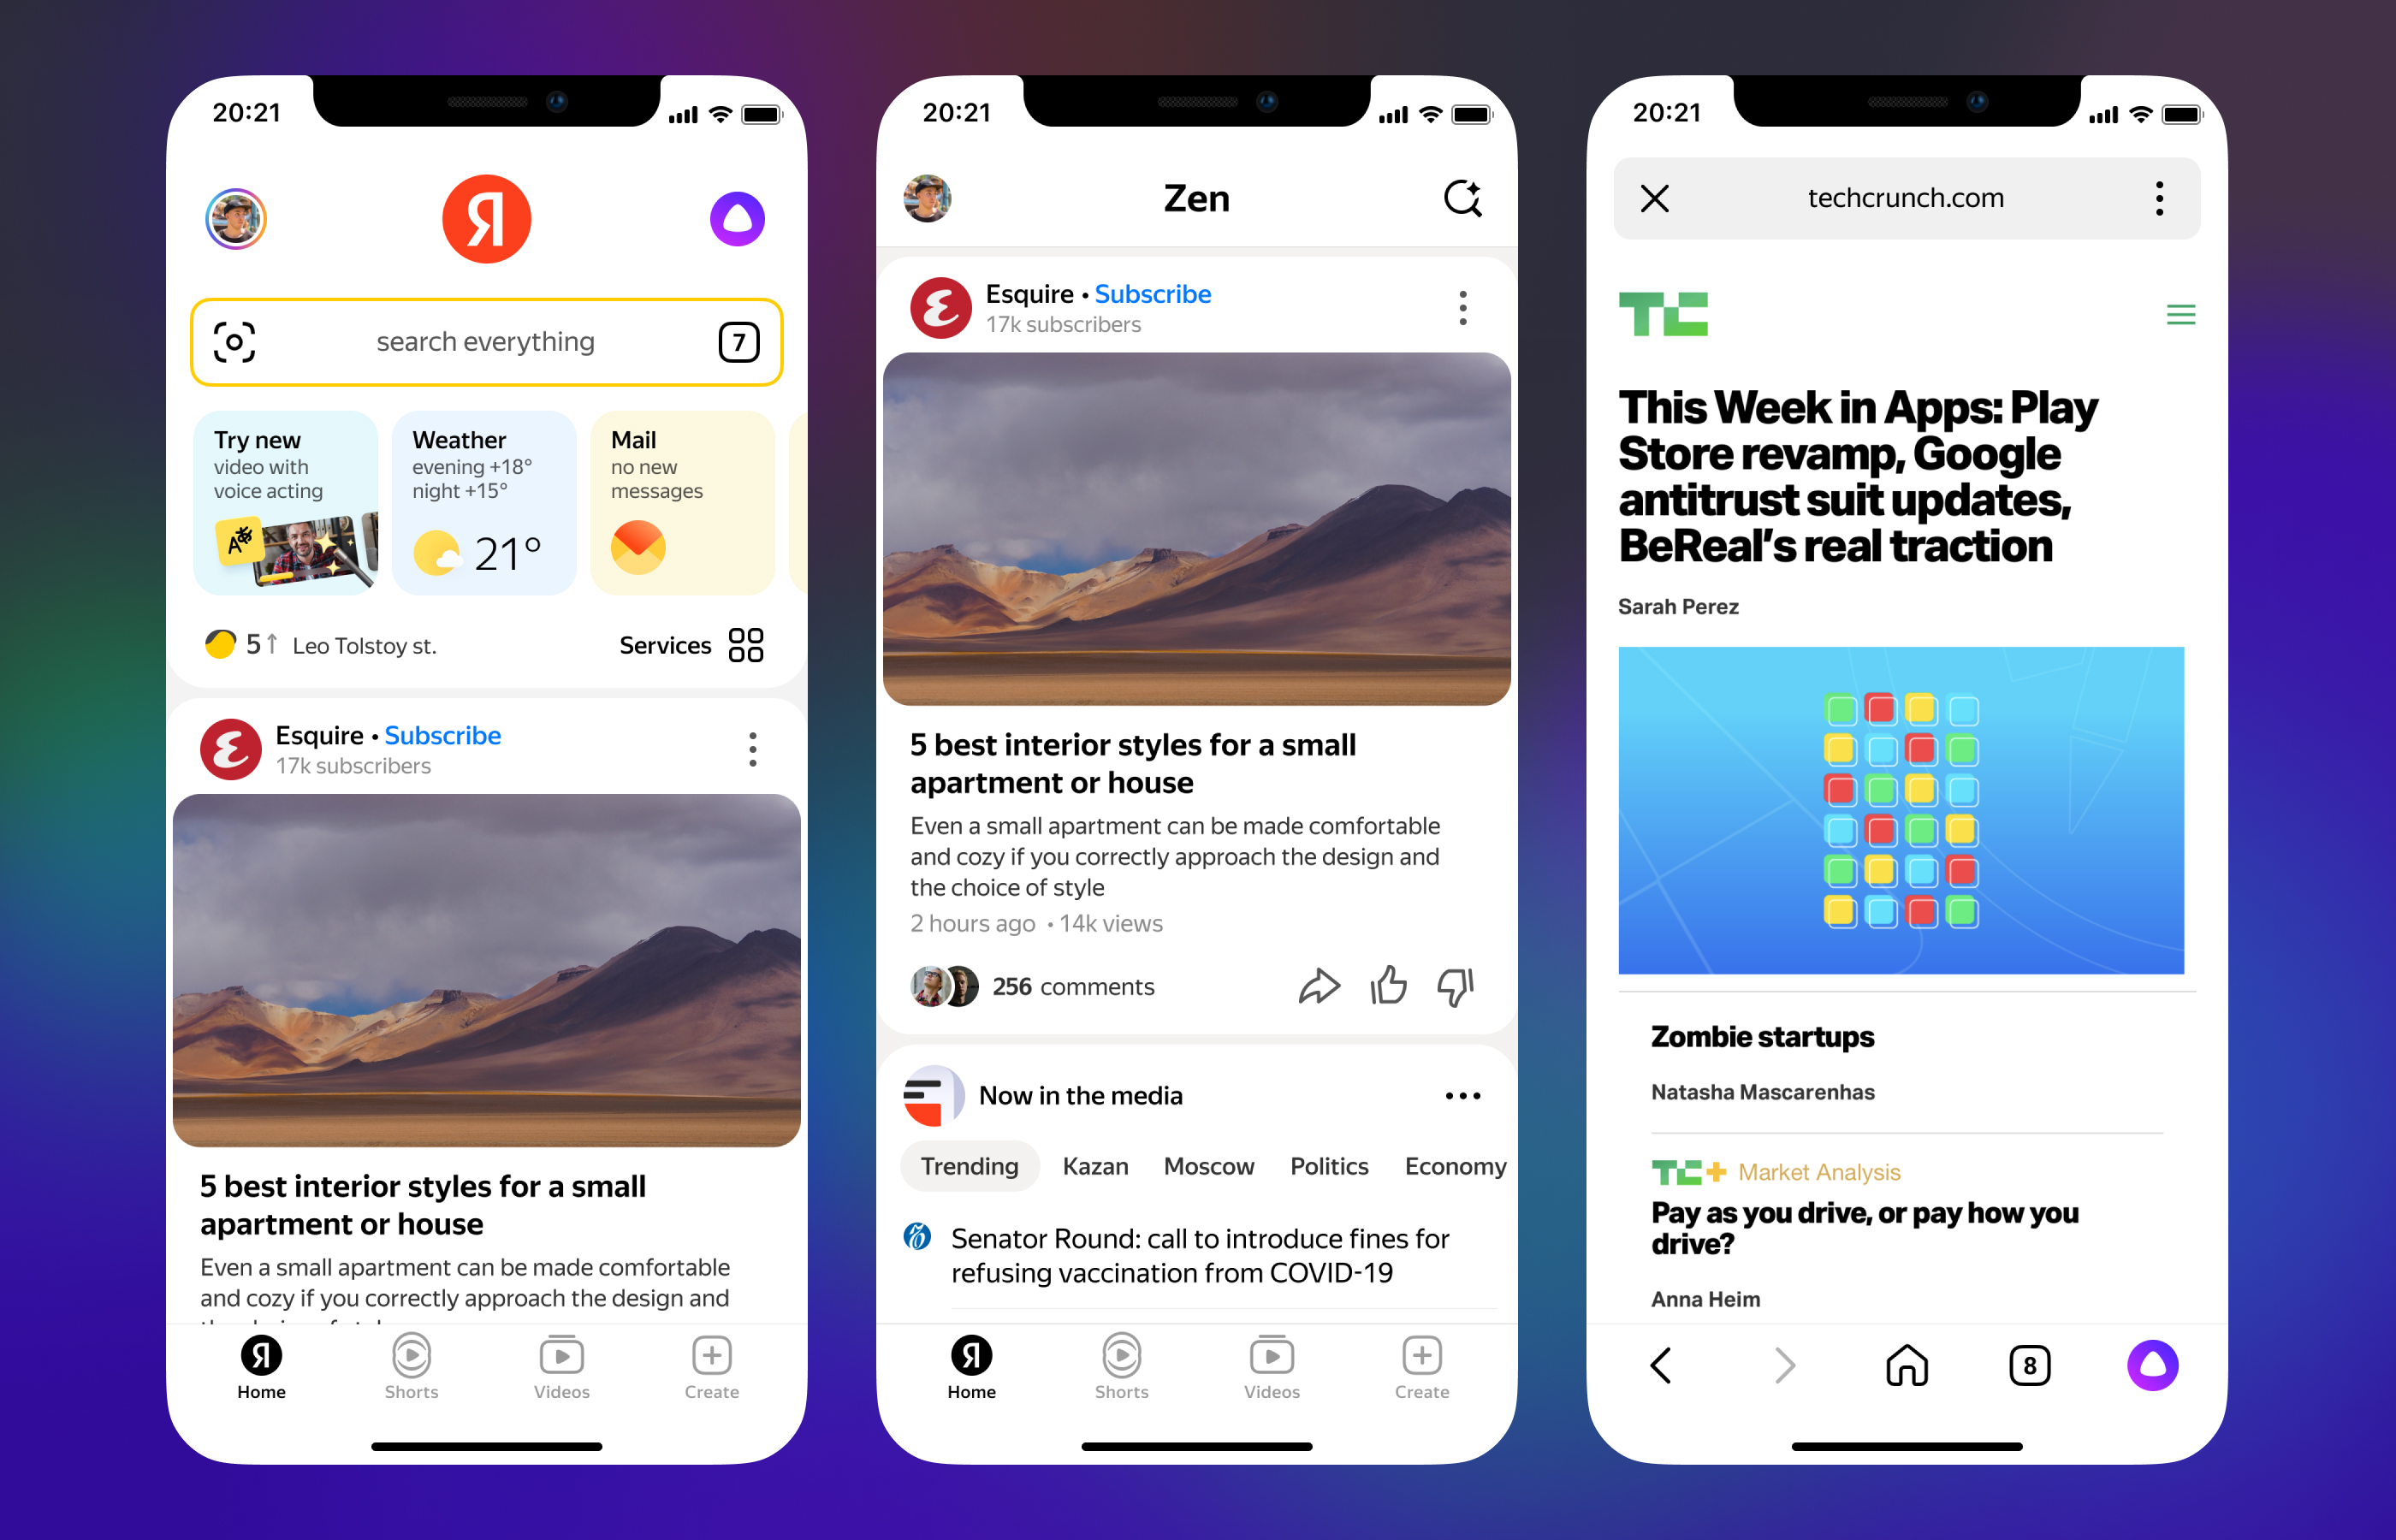 20:21
Я
search everything
7
Try new
video with
voice acting
Weather
evening +18°
night +15°
21°
Mail
no new
messages
5↑ Leo Tolstoy st.
Services
Esquire • Subscribe
17k subscribers
5 best interior styles for a small
apartment or house
Even a small apartment can be made comfortable
and cozy if you correctly approach the design and
Я
Home
Shorts
Videos
Create
20:21
Zen
Esquire • Subscribe
17k subscribers
5 best interior styles for a small
apartment or house
Even a small apartment can be made comfortable
and cozy if you correctly approach the design and
the choice of style
2 hours ago • 14k views
256 comments
Now in the media
Trending
Kazan
Moscow
Politics
Economy
Senator Round: call to introduce fines for
refusing vaccination from COVID-19
Я
Home
Shorts
Videos
Create
20:21
techcrunch.com
TC
This Week in Apps: Play
Store revamp, Google
antitrust suit updates,
BeReal's real traction
Sarah Perez
Zombie startups
Natasha Mascarenhas
TC+ Market Analysis
Pay as you drive, or pay how you
drive?
Anna Heim
8